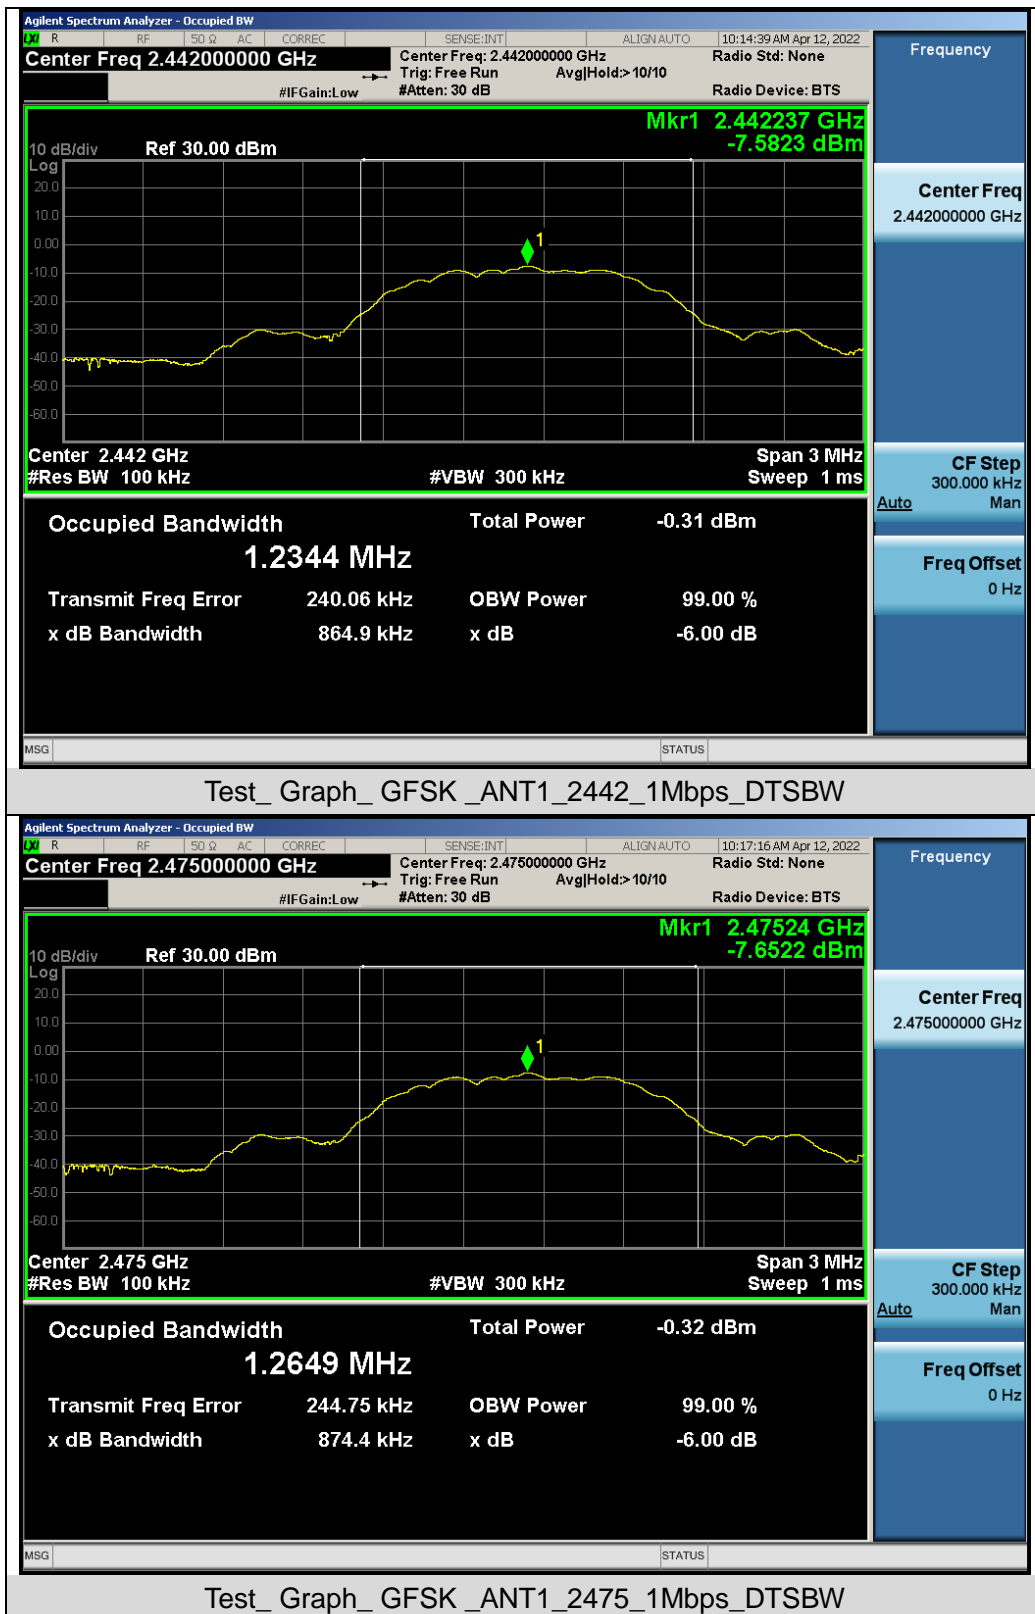 Agilent Spectrum Analyzer - Occupied BW
LXI R RF 50 Ω AC CORREC SENSE:INT ALIGN AUTO 10:14:39 AM Apr 12, 2022
Center Freq 2.442000000 GHz Center Freq: 2.442000000 GHz Radio Std: None
Trig: Free Run Avg|Hold:> 10/10
#IFGain:Low #Atten: 30 dB Radio Device: BTS
Frequency
Mkr1 2.442237 GHz
-7.5823 dBm
10 dB/div Ref 30.00 dBm
Log
20.0
10.0
0.00
-10.0
-20.0
-30.0
-40.0
-50.0
-60.0
1
Center 2.442 GHz Span 3 MHz
#Res BW 100 kHz #VBW 300 kHz Sweep 1 ms
Center Freq
2.442000000 GHz
CF Step
300.000 kHz
Auto Man
Freq Offset
0 Hz
Occupied Bandwidth Total Power -0.31 dBm
1.2344 MHz
Transmit Freq Error 240.06 kHz OBW Power 99.00 %
x dB Bandwidth 864.9 kHz x dB -6.00 dB
MSG STATUS
Test_ Graph_ GFSK _ANT1_2442_1Mbps_DTSBW
Agilent Spectrum Analyzer - Occupied BW
LXI R RF 50 Ω AC CORREC SENSE:INT ALIGN AUTO 10:17:16 AM Apr 12, 2022
Center Freq 2.475000000 GHz Center Freq: 2.475000000 GHz Radio Std: None
Trig: Free Run Avg|Hold:> 10/10
#IFGain:Low #Atten: 30 dB Radio Device: BTS
Frequency
Mkr1 2.47524 GHz
-7.6522 dBm
10 dB/div Ref 30.00 dBm
Log
20.0
10.0
0.00
-10.0
-20.0
-30.0
-40.0
-50.0
-60.0
1
Center 2.475 GHz Span 3 MHz
#Res BW 100 kHz #VBW 300 kHz Sweep 1 ms
Center Freq
2.475000000 GHz
CF Step
300.000 kHz
Auto Man
Freq Offset
0 Hz
Occupied Bandwidth Total Power -0.32 dBm
1.2649 MHz
Transmit Freq Error 244.75 kHz OBW Power 99.00 %
x dB Bandwidth 874.4 kHz x dB -6.00 dB
MSG STATUS
Test_ Graph_ GFSK _ANT1_2475_1Mbps_DTSBW